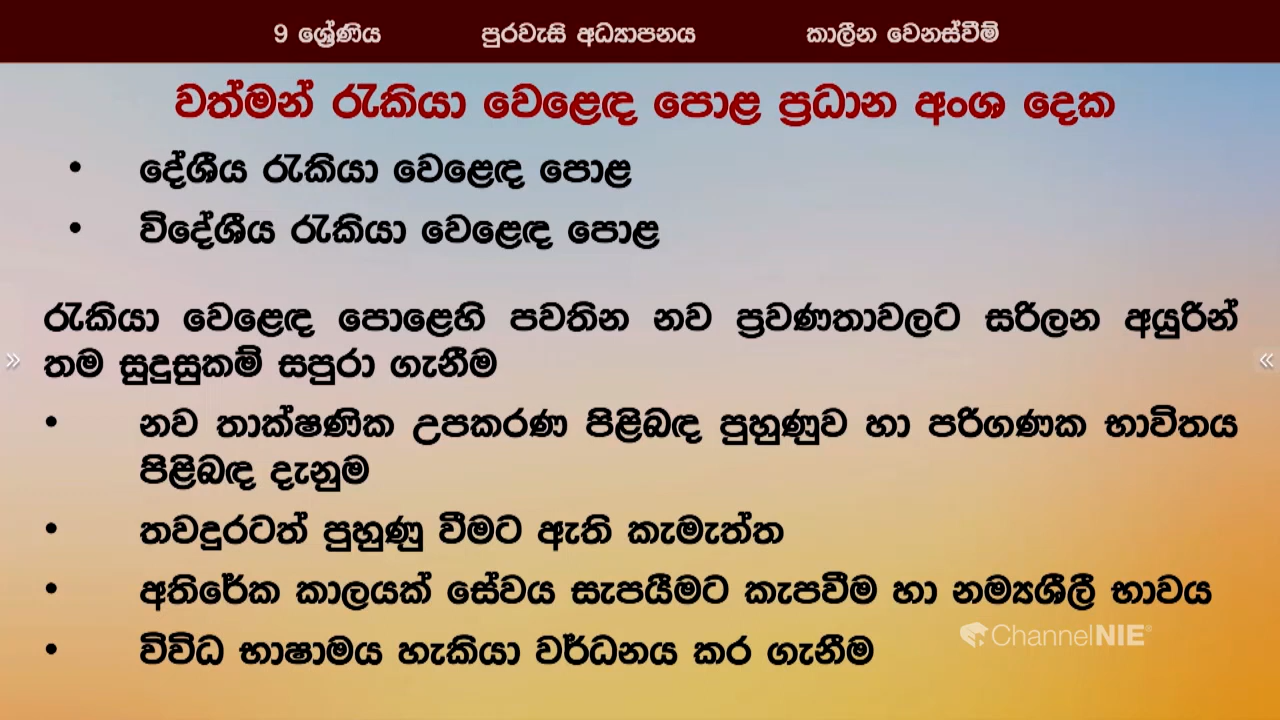 9 ශ්‍රේණිය පුරවැසි අධ්‍යාපනය කාලීන වෙනස්වීම්
වත්මන් රැකියා වෙළෙඳ පොළ ප්‍රධාන අංශ දෙක
• දේශීය රැකියා වෙළෙඳ පොළ
• විදේශීය රැකියා වෙළෙඳ පොළ
රැකියා වෙළෙඳ පොළෙහි පවතින නව ප්‍රවණතාවලට සරිලන අයුරින්
තම සුදුසුකම් සපුරා ගැනීම
• නව තාක්ෂණික උපකරණ පිළිබඳ පුහුණුව හා පරිගණක භාවිතය
පිළිබඳ දැනුම
• තවදුරටත් පුහුණු වීමට ඇති කැමැත්ත
• අතිරේක කාලයක් සේවය සැපයීමට කැපවීම හා නම්‍යශීලී භාවය
• විවිධ භාෂාමය හැකියා වර්ධනය කර ගැනීම
ChannelNIE